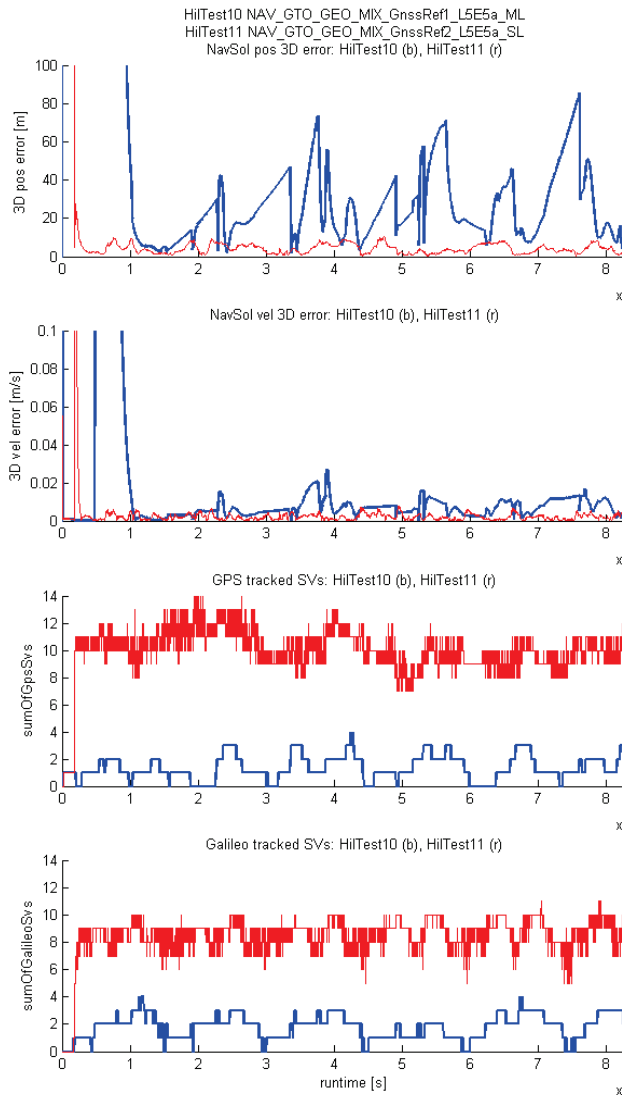 HilTest10 NAV_GTO_GEO_MIX_GnssRef1_L5E5a_ML
HilTest11 NAV_GTO_GEO_MIX_GnssRef2_L5E5a_SL
NavSol pos 3D error: HilTest10 (b), HilTest11 (r)
100
80
60
40
20
0
3D pos error [m]
0 1 2 3 4 5 6 7 8
x
NavSol vel 3D error: HilTest10 (b), HilTest11 (r)
0.1
0.08
0.06
0.04
0.02
0
3D vel error [m/s]
0 1 2 3 4 5 6 7 8
x
GPS tracked SVs: HilTest10 (b), HilTest11 (r)
14
12
10
8
6
4
2
0
sumOfGpsSvs
0 1 2 3 4 5 6 7 8
x
Galileo tracked SVs: HilTest10 (b), HilTest11 (r)
14
12
10
8
6
4
2
0
sumOfGalileoSvs
0 1 2 3 4 5 6 7 8
runtime [s]
x